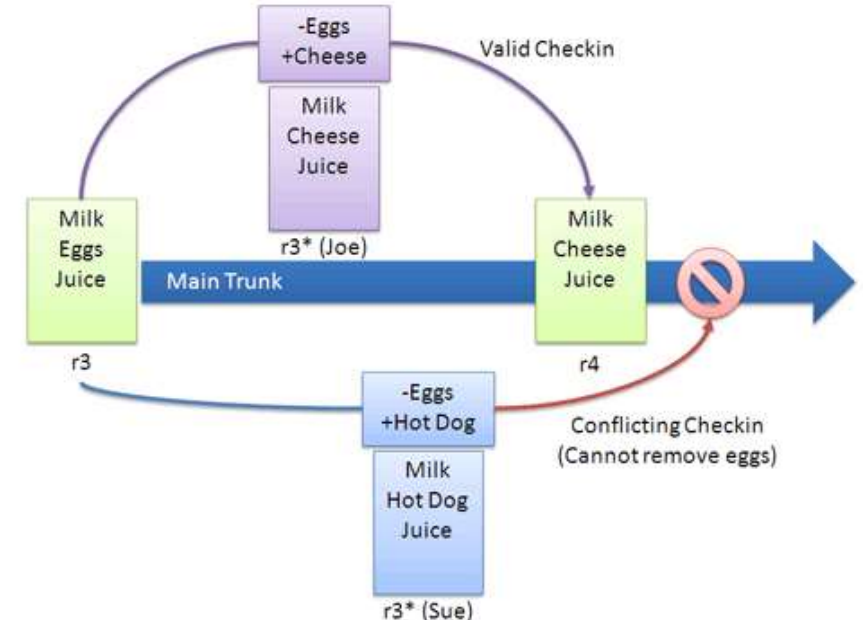 -Eggs
+Cheese
Valid Checkin
Milk
Cheese
Juice
r3* (Joe)
Milk
Eggs
Juice
r3
Main Trunk
Milk
Cheese
Juice
r4
-Eggs
+Hot Dog
Conflicting Checkin
(Cannot remove eggs)
Milk
Hot Dog
Juice
r3* (Sue)